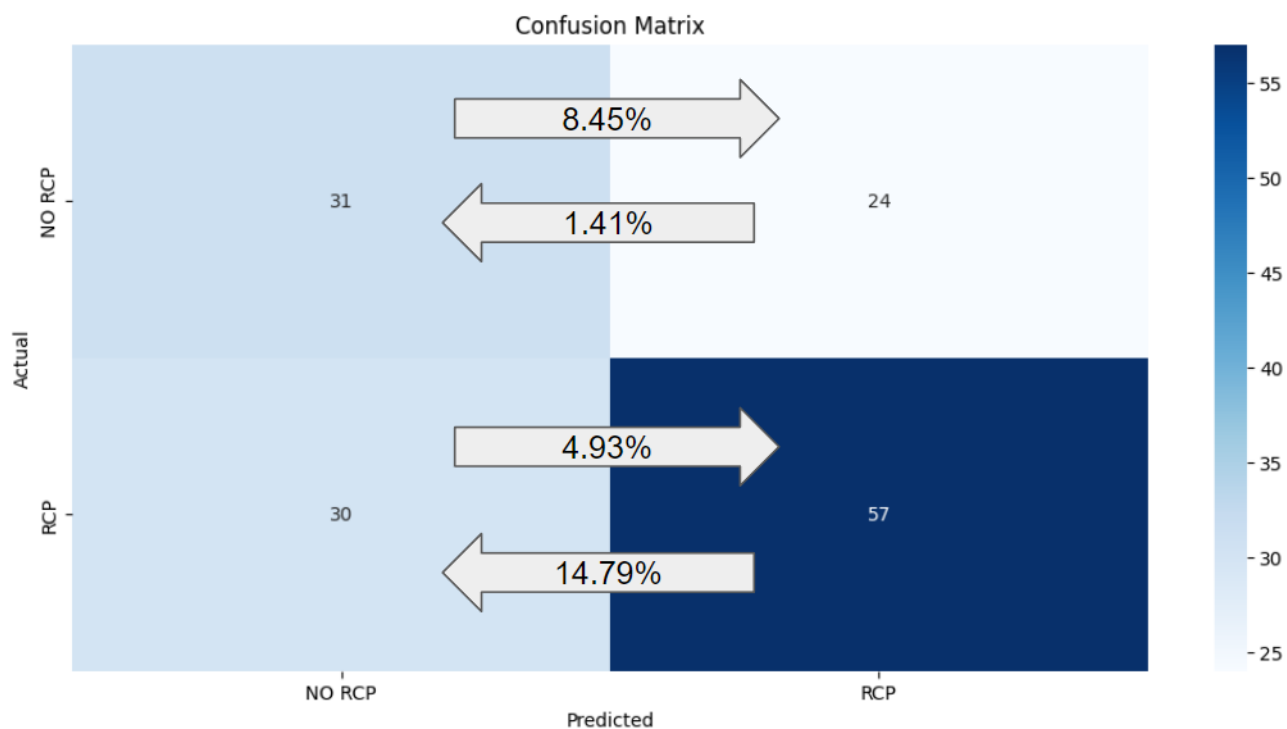 Confusion Matrix
8.45%
NO RCP
31
24
1.41%
Actual
4.93%
RCP
30
57
14.79%
NO RCP
RCP
Predicted
55
50
45
40
35
30
25